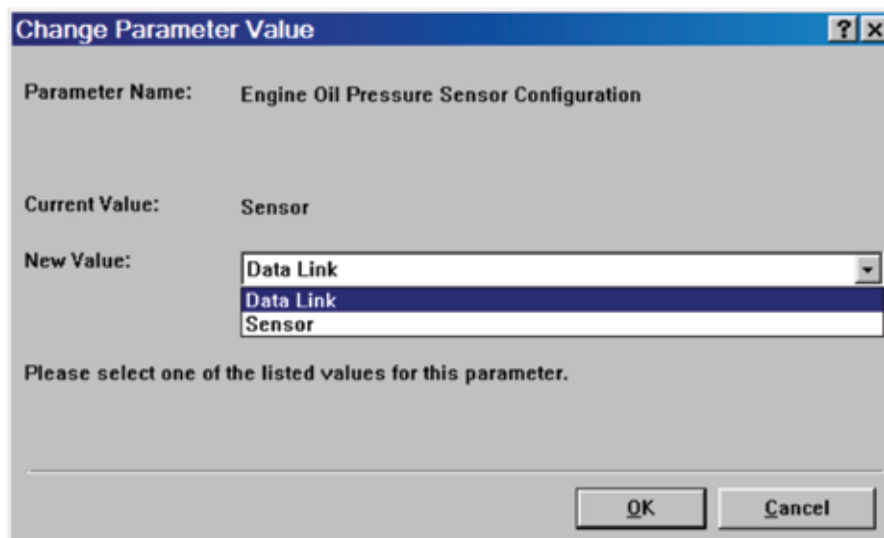 Change Parameter Value
Parameter Name: Engine Oil Pressure Sensor Configuration
Current Value: Sensor
New Value: Data Link
Data Link
Sensor
Please select one of the listed values for this parameter.
OK Cancel